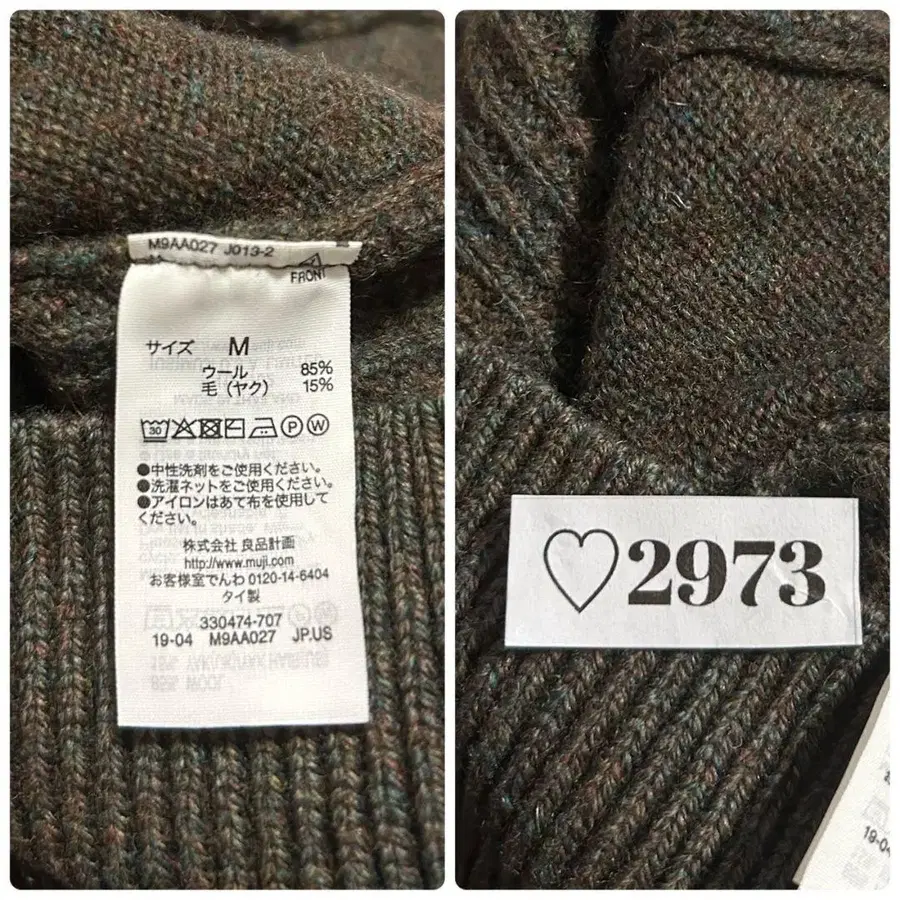 M9AA027 J013-2
FRONT
サイズ M
ウール 85%
毛（ヤク） 15%
30 P W
●中性洗剤をご使用ください。
●洗濯ネットをご使用ください。
●アイロンはあて布を使用して
ください。
株式会社 良品計画
http://www.muji.com
お客様室でんわ 0120-14-6404
タイ製
330474-707
19-04 M9AA027 JP.US
♡2973
19-04